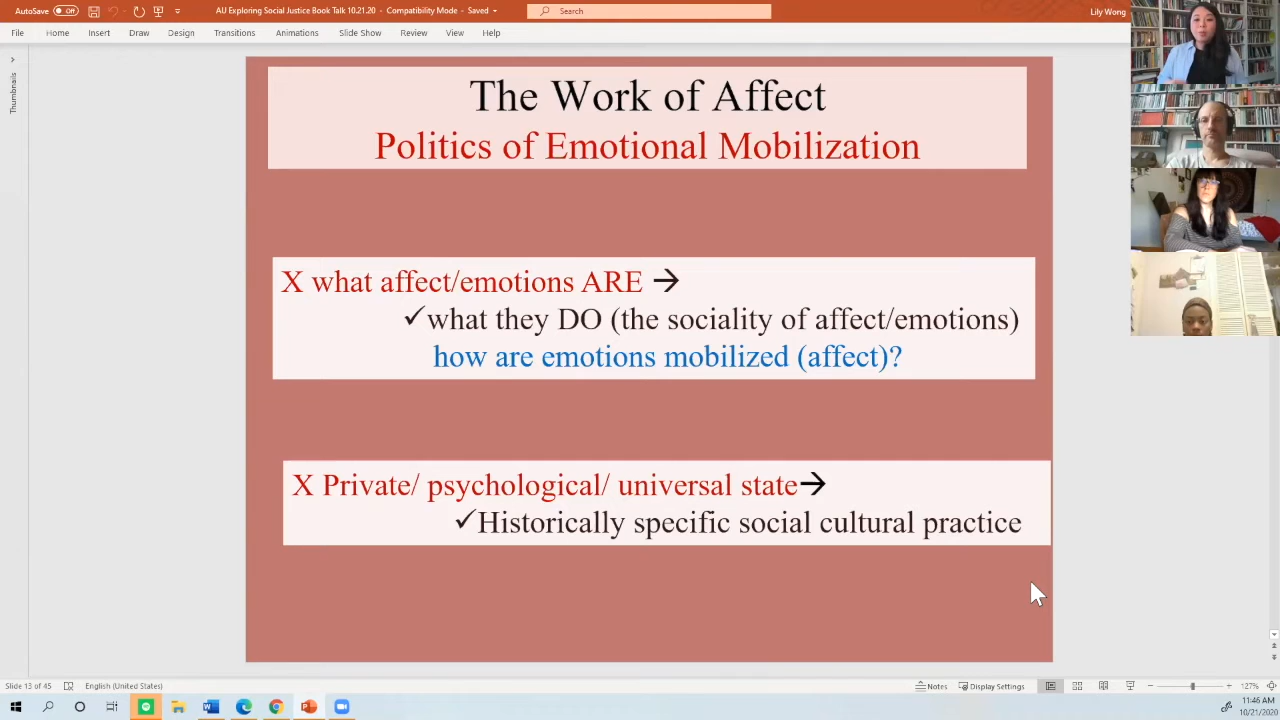 AutoSave Off AU Exploring Social Justice Book Talk 10.21.20 - Compatibility Mode - Saved Search Lily Wong
File Home Insert Draw Design Transitions Animations Slide Show Review View Help
Thumbnails
The Work of Affect
Politics of Emotional Mobilization
X what affect/emotions ARE →
✓what they DO (the sociality of affect/emotions)
how are emotions mobilized (affect)?
X Private/ psychological/ universal state→
✓Historically specific social cultural practice
Slide 13 of 45 English (United States) Notes Display Settings 127%
11:46 AM
10/21/2020